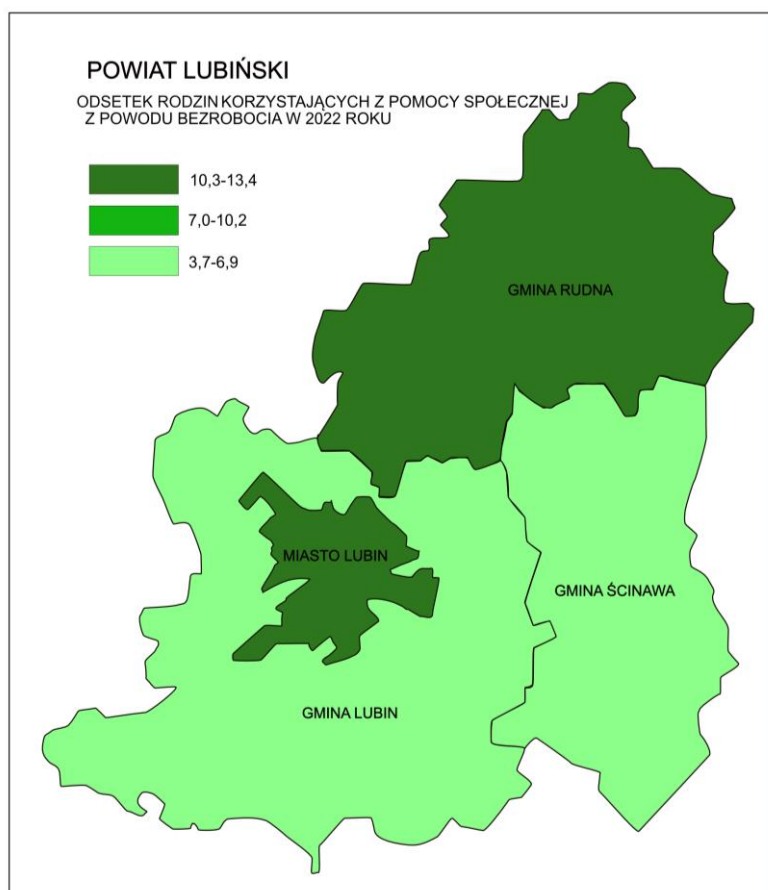 POWIAT LUBIŃSKI
ODSETEK RODZIN KORZYSTAJĄCYCH Z POMOCY SPOŁECZNEJ
Z POWODU BEZROBOCIA W 2022 ROKU
10,3-13,4
7,0-10,2
3,7-6,9
GMINA RUDNA
MIASTO LUBIN
GMINA ŚCINAWA
GMINA LUBIN